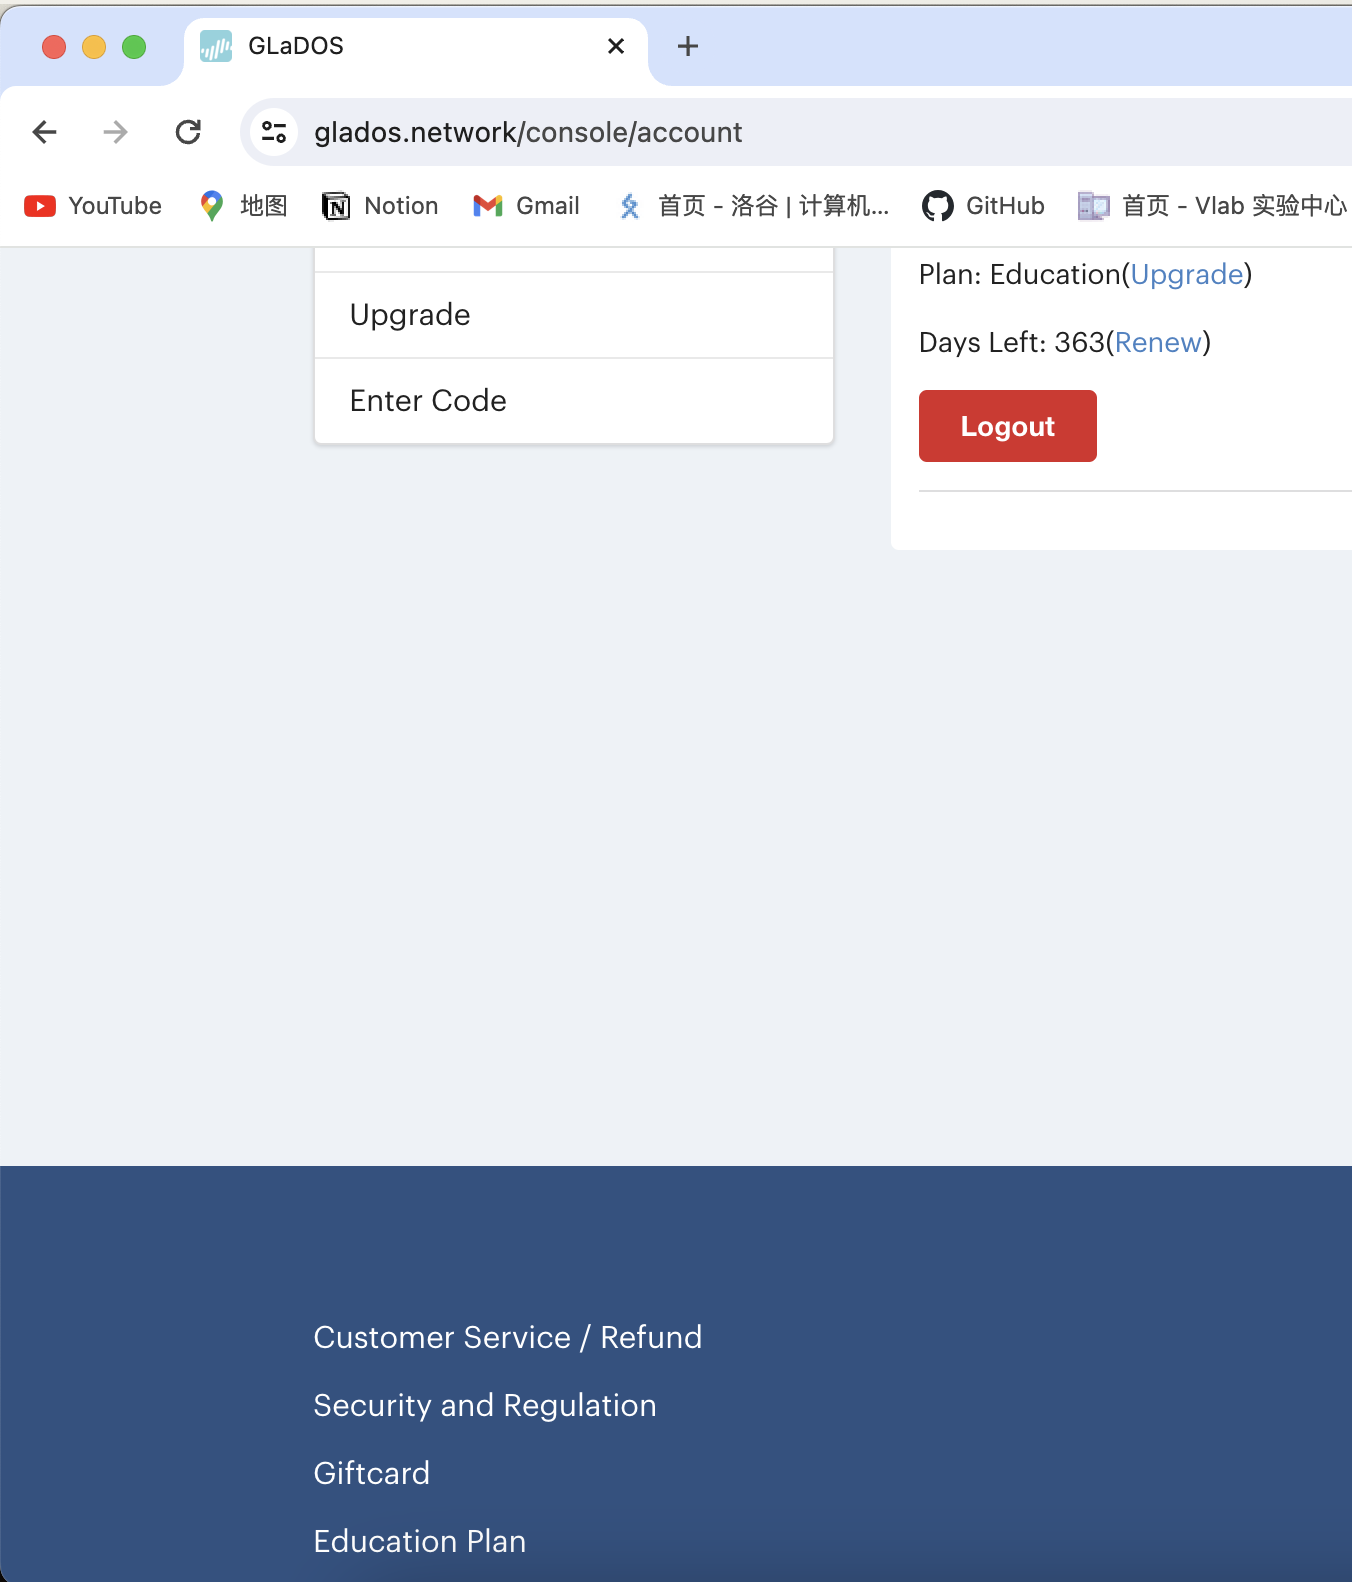 GLaDOS
glados.network/console/account
YouTube 地图 Notion Gmail 首页 - 洛谷 | 计算机... GitHub 首页 - Vlab 实验中心
Upgrade
Enter Code
Plan: Education(Upgrade)
Days Left: 363(Renew)
Logout
Customer Service / Refund
Security and Regulation
Giftcard
Education Plan